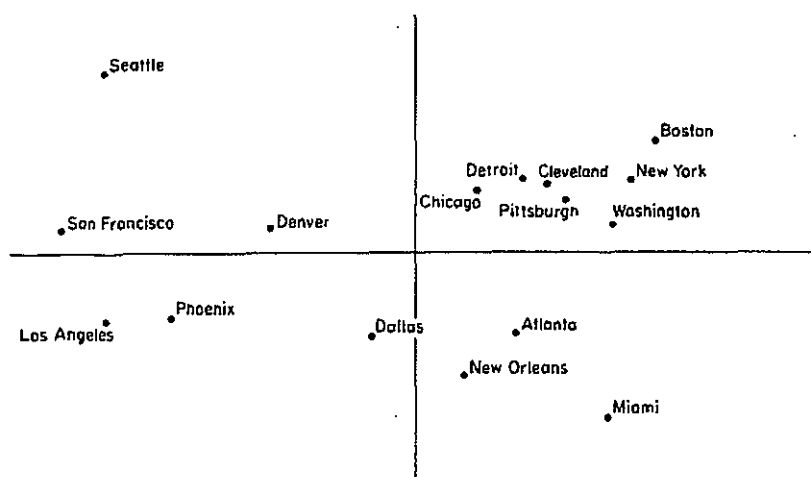 Seattle
Boston
Detroit
Cleveland
New York
Chicago
Pittsburgh
Washington
San Francisco
Denver
Phoenix
Los Angeles
Dallas
Atlanta
New Orleans
Miami